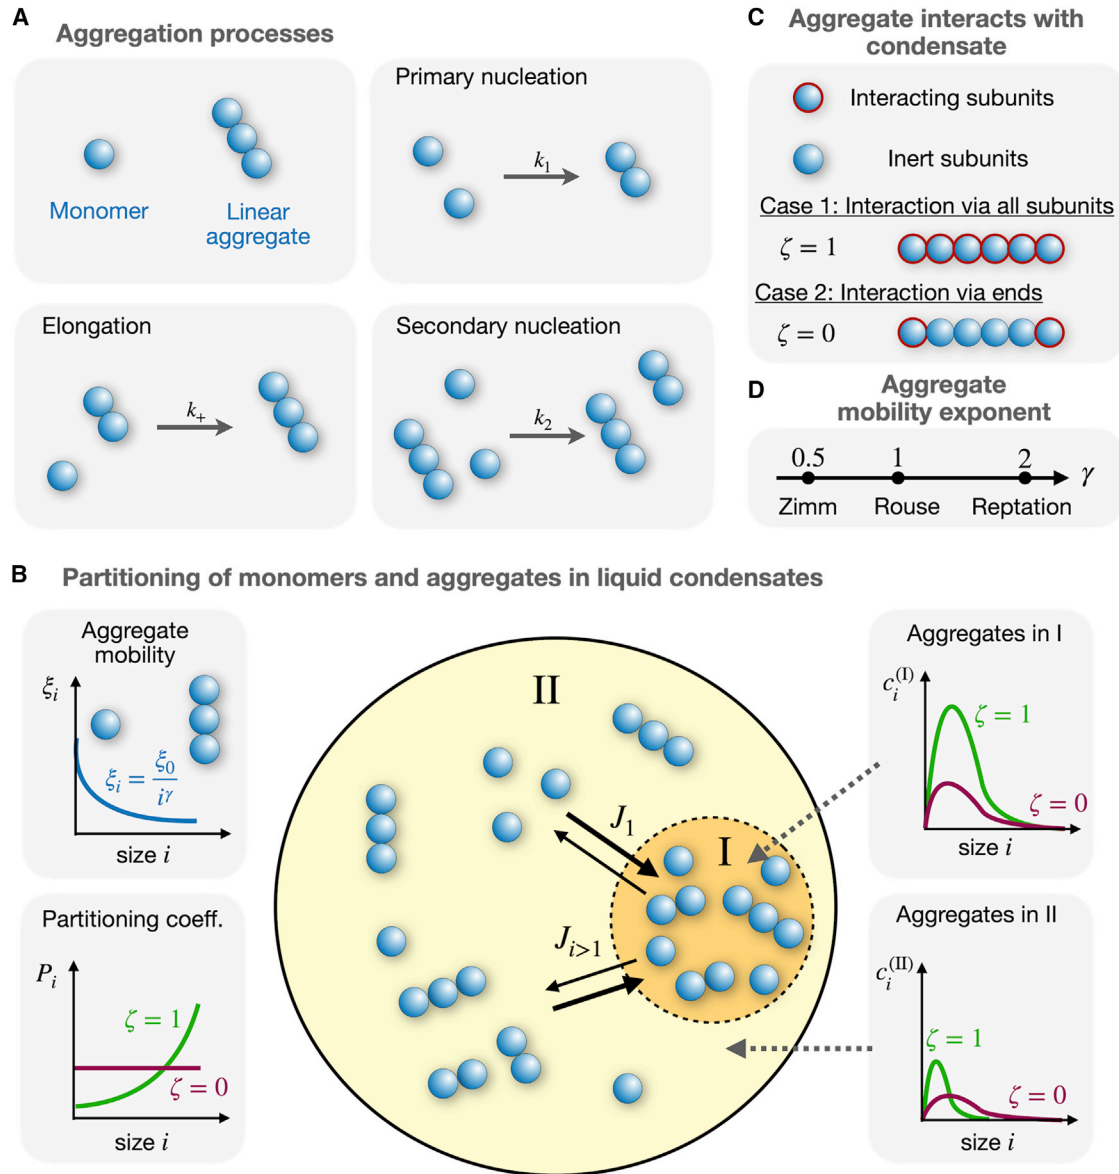 A
Aggregation processes
Monomer
Linear
aggregate
Primary nucleation
k₁
Elongation
k₊
Secondary nucleation
k₂
C
Aggregate interacts with
condensate
Interacting subunits
Inert subunits
Case 1: Interaction via all subunits
ζ = 1
Case 2: Interaction via ends
ζ = 0
D
Aggregate
mobility exponent
0.5 1 2 γ
Zimm Rouse Reptation
B
Partitioning of monomers and aggregates in liquid condensates
Aggregate
mobility
ξᵢ
ξᵢ = ξ₀/i^γ
size i
Partitioning coeff.
Pᵢ
ζ = 1
ζ = 0
size i
II
J₁
I
J_{i>1}
Aggregates in I
cᵢ^(I)
ζ = 1
ζ = 0
size i
Aggregates in II
cᵢ^(II)
ζ = 1
ζ = 0
size i